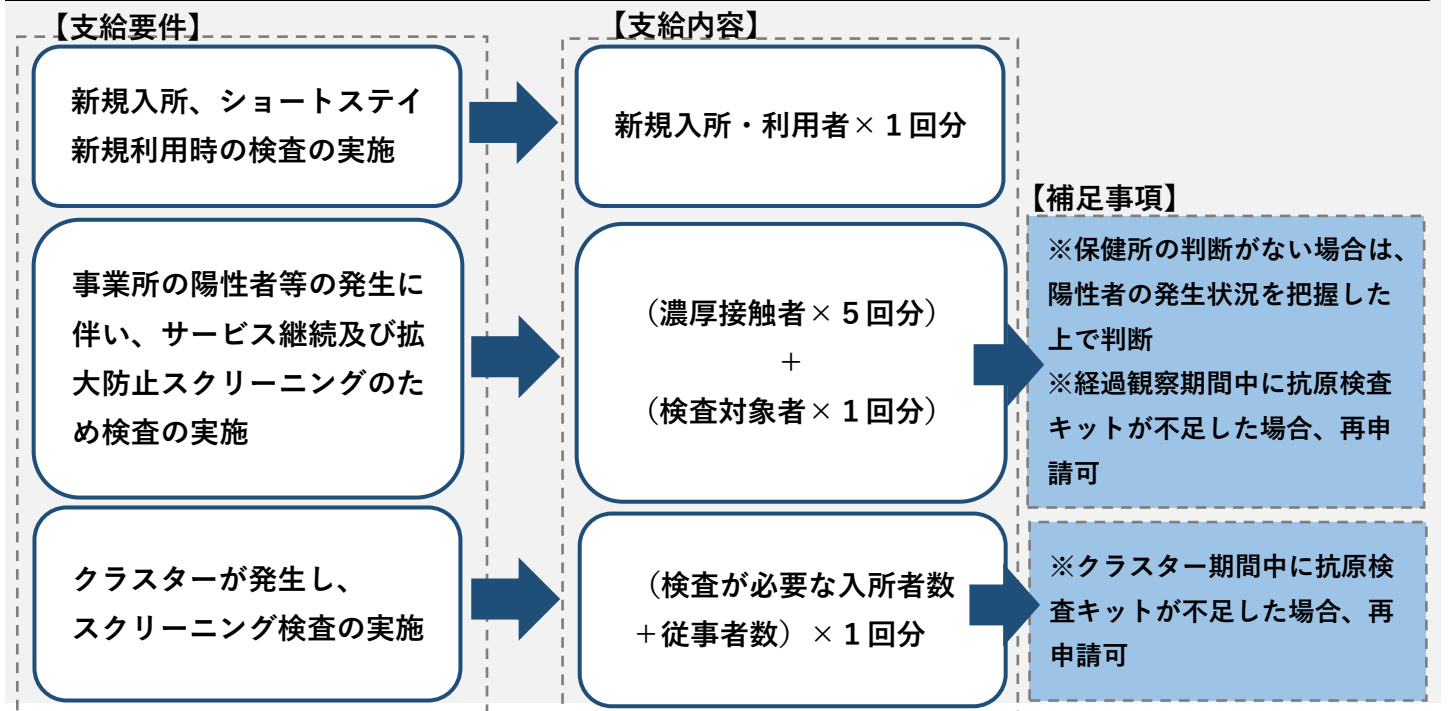 【支給要件】
【支給内容】
新規入所、ショートステイ
新規利用時の検査の実施
新規入所・利用者×１回分
【補足事項】
事業所の陽性者等の発生に
伴い、サービス継続及び拡
大防止スクリーニングのた
め検査の実施
（濃厚接触者×５回分）
＋
（検査対象者×１回分）
※保健所の判断がない場合は、
陽性者の発生状況を把握した
上で判断
※経過観察期間中に抗原検査
キットが不足した場合、再申
請可
クラスターが発生し、
スクリーニング検査の実施
（検査が必要な入所者数
＋従事者数）×１回分
※クラスター期間中に抗原検
査キットが不足した場合、再
申請可